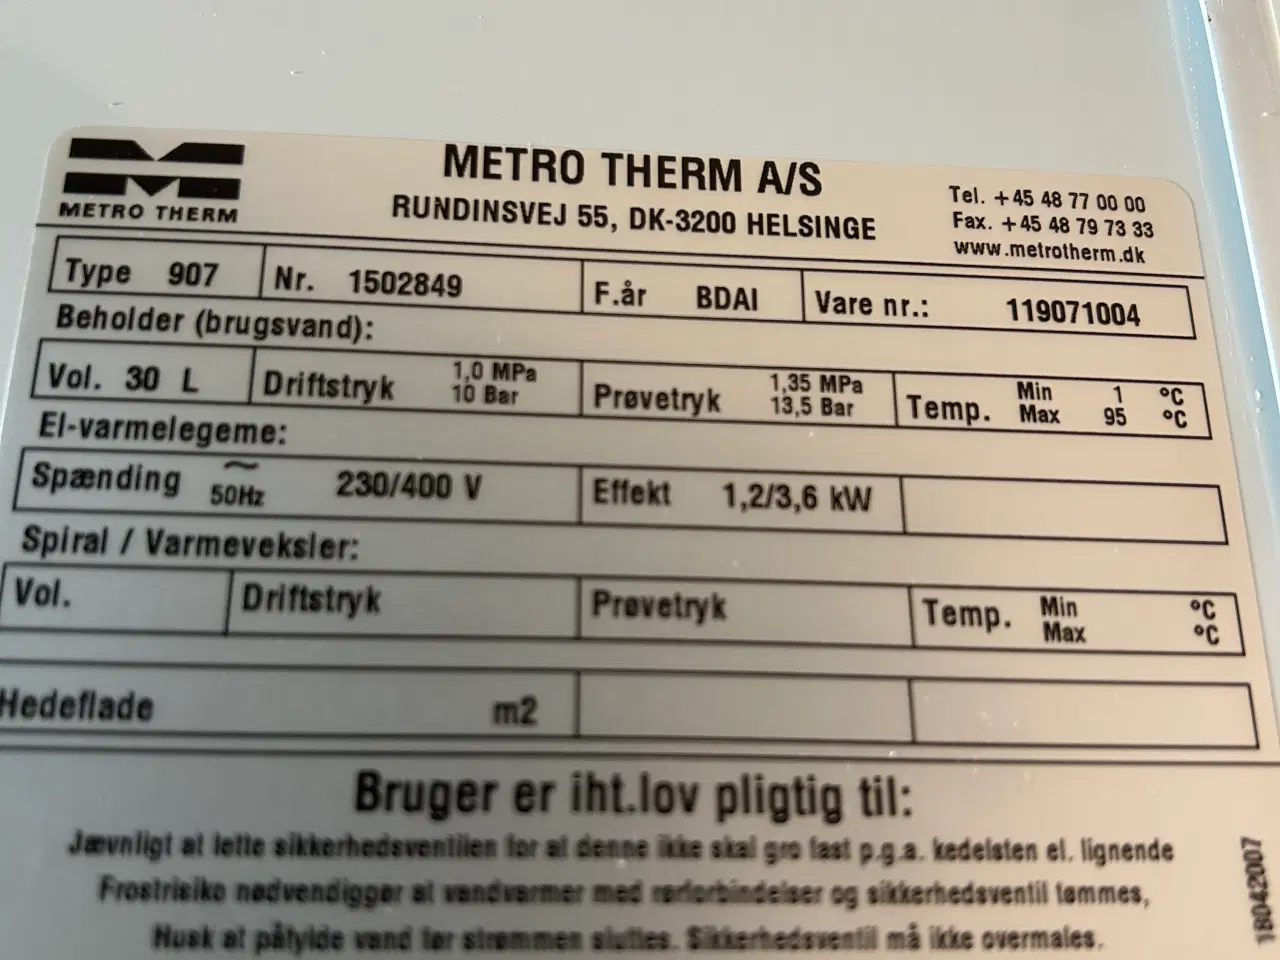 METRO THERM
METRO THERM A/S
RUNDINSVEJ 55, DK-3200 HELSINGE
Tel. +45 48 77 00 00
Fax. +45 48 79 73 33
www.metrotherm.dk
Type 907 Nr. 1502849 F.år BDAI Vare nr.: 119071004
Beholder (brugsvand):
Vol. 30 L Driftstryk 1,0 MPa 10 Bar Prøvetryk 1,35 MPa 13,5 Bar Temp. Min 1 °C Max 95 °C
El-varmelegeme:
Spænding ~ 50Hz 230/400 V Effekt 1,2/3,6 kW
Spiral / Varmeveksler:
Vol. Driftstryk Prøvetryk Temp. Min °C Max °C
Hedeflade m2
Bruger er iht.lov pligtig til:
Jævnligt at lette sikkerhedsventilen for at denne ikke skal gro fast p.g.a. kedelsten el. lignende
Frostrisiko nødvendiggør at vandvarmer med rørforbindelser og sikkerhedsventil tømmes,
Husk at påfylde vand før strømmen sluttes. Sikkerhedsventil må ikke overmales.
18042007